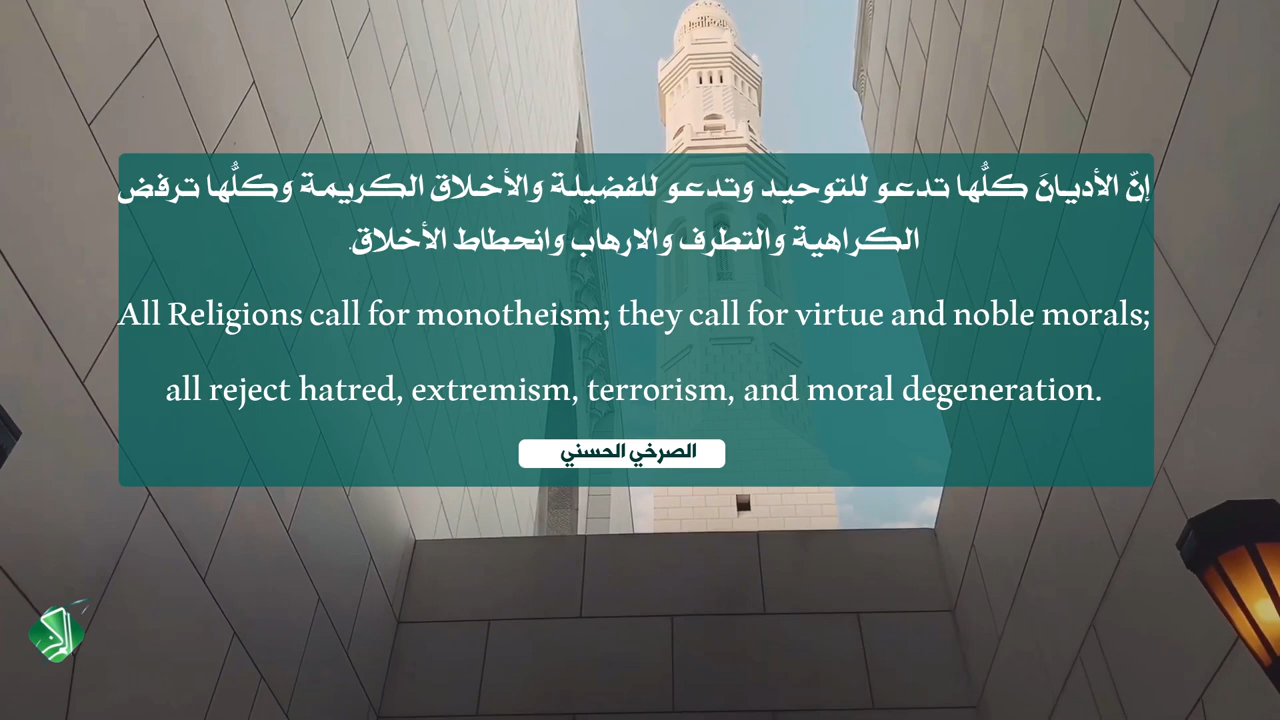 إنّ الأديانَ كلُّها تدعو للتوحيد وتدعو للفضيلة والأخلاق الكريمة وكلُّها ترفض
الكراهية والتطرف والارهاب وانحطاط الأخلاق.
All Religions call for monotheism; they call for virtue and noble morals;
all reject hatred, extremism, terrorism, and moral degeneration.
الصرخي الحسني